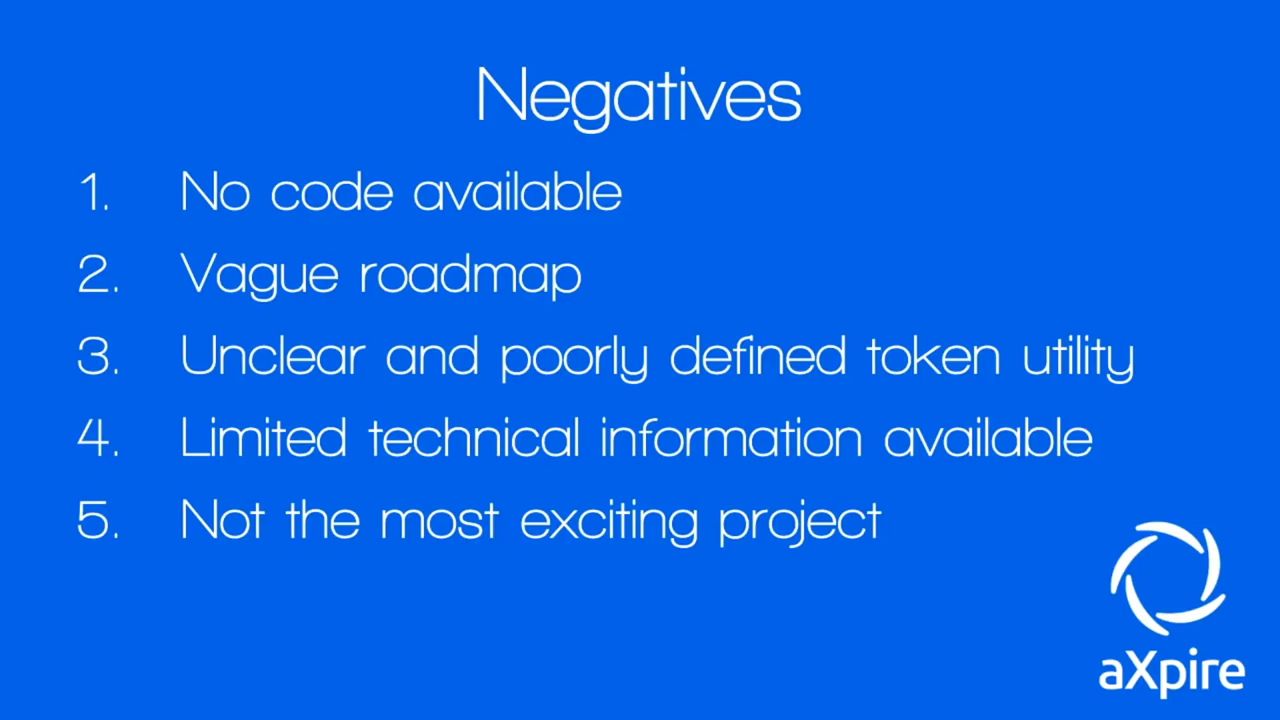 Negatives
1. No code available
2. Vague roadmap
3. Unclear and poorly defined token utility
4. Limited technical information available
5. Not the most exciting project
aXpire